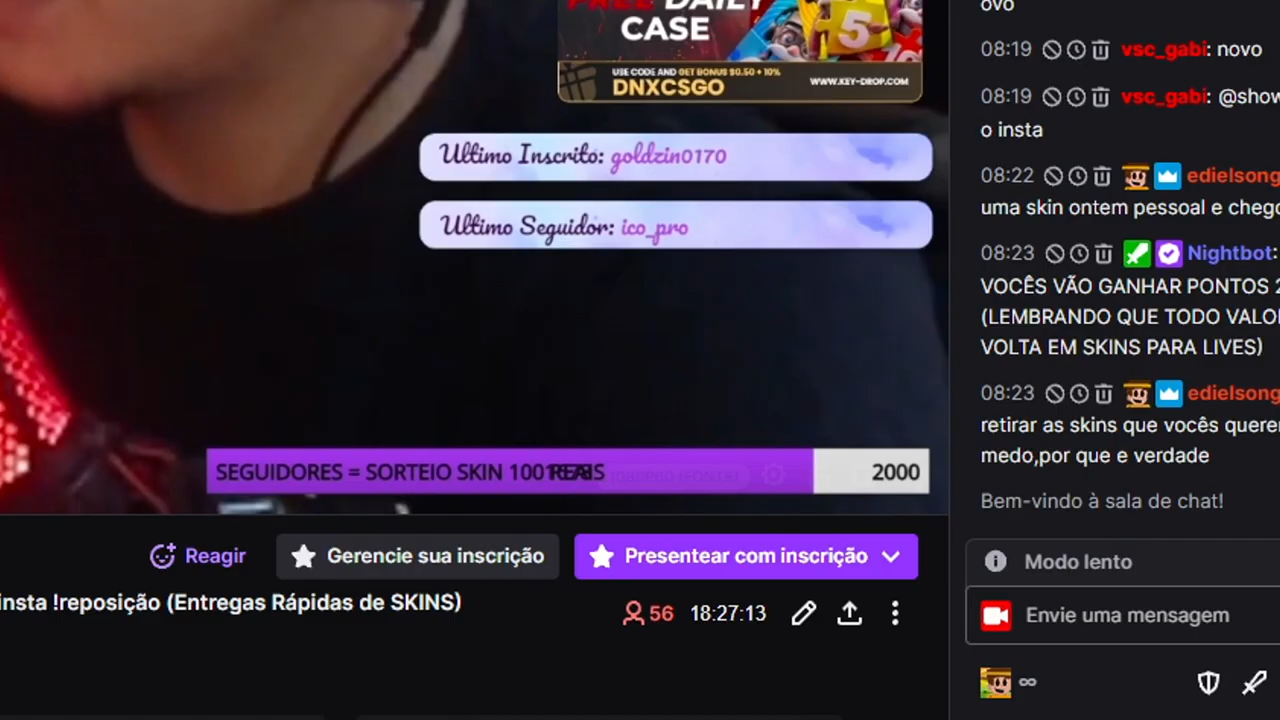 FREE DAILY
CASE
5
USE CODE AND GET BONUS $0.50 + 10%
DNXCSGO
WWW.KEY-DROP.COM
Ultimo Inscrito: goldzin0170
Ultimo Seguidor: ico_pro
SEGUIDORES = SORTEIO SKIN 100 REAIS
2000
Reagir
Gerencie sua inscrição
Presentear com inscrição
insta !reposição (Entregas Rápidas de SKINS)
56
18:27:13
ovo
08:19 vsc_gabi: novo
08:19 vsc_gabi: @show
o insta
08:22 edielsong
uma skin ontem pessoal e chego
08:23 Nightbot:
VOCÊS VÃO GANHAR PONTOS 2
(LEMBRANDO QUE TODO VALO
VOLTA EM SKINS PARA LIVES)
08:23 edielsong
retirar as skins que vocês quere
medo,por que e verdade
Bem-vindo à sala de chat!
Modo lento
Envie uma mensagem
∞